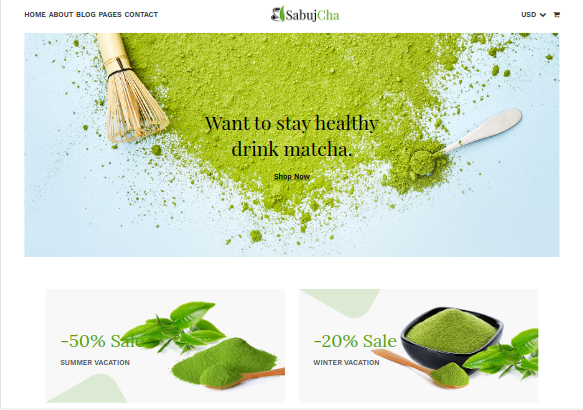 HOME ABOUT BLOG PAGES CONTACT
SabujCha
USD
Want to stay healthy
drink matcha.
Shop Now
-50% Sale
SUMMER VACATION
-20% Sale
WINTER VACATION